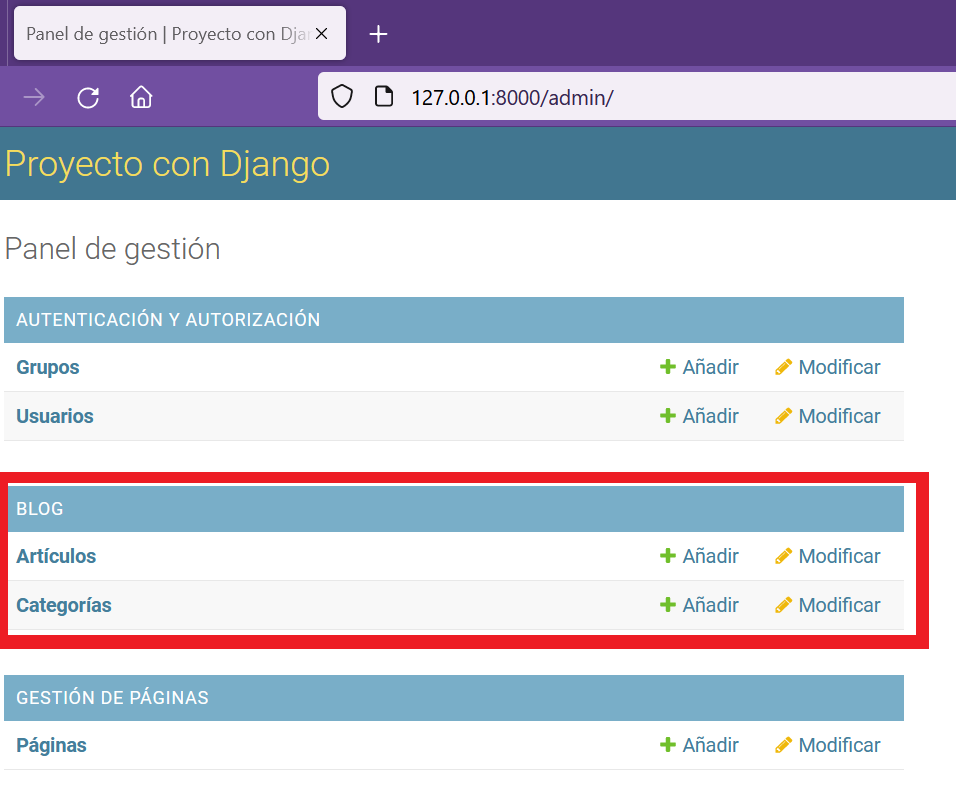 Panel de gestión | Proyecto con Dja
127.0.0.1:8000/admin/
Proyecto con Django
Panel de gestión
AUTENTICACIÓN Y AUTORIZACIÓN
Grupos Añadir Modificar
Usuarios Añadir Modificar
BLOG
Artículos Añadir Modificar
Categorías Añadir Modificar
GESTIÓN DE PÁGINAS
Páginas Añadir Modificar